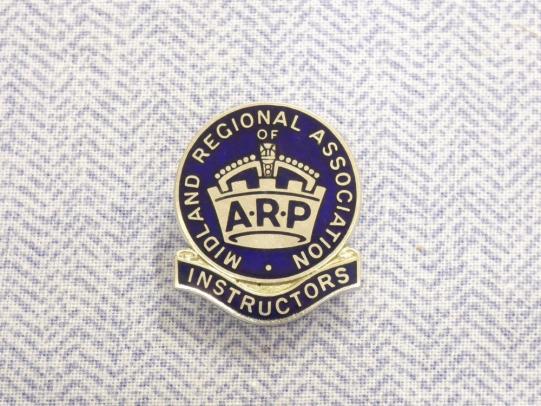 MIDLAND REGIONAL ASSOCIATION
OF
A·R·P
INSTRUCTORS